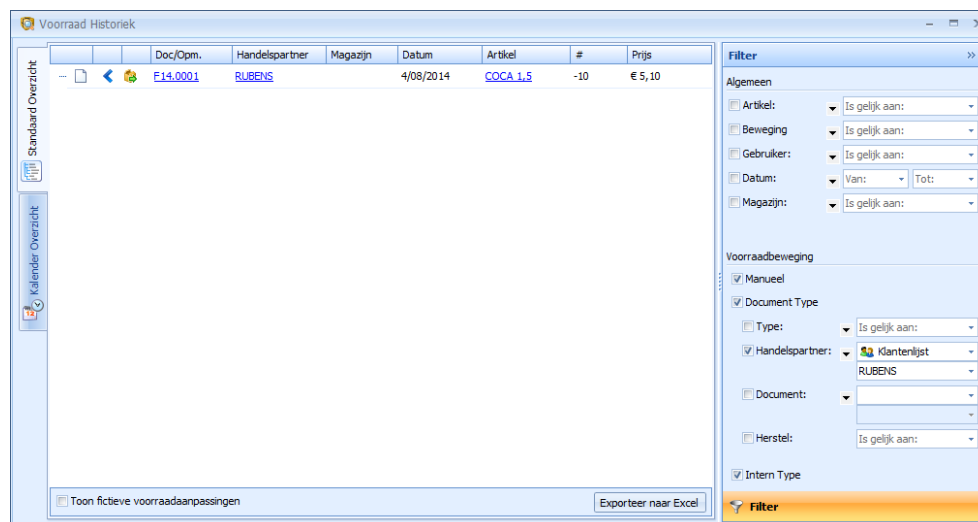 Voorraad Historiek
Standaard Overzicht
Kalender Overzicht
12
Doc/Opm. Handelspartner Magazijn Datum Artikel # Prijs
F14.0001 RUBENS 4/08/2014 COCA 1,5 -10 € 5,10
Toon fictieve voorraadaanpassingen
Exporteer naar Excel
Filter
Algemeen
Artikel: Is gelijk aan:
Beweging Is gelijk aan:
Gebruiker: Is gelijk aan:
Datum: Van: Tot:
Magazijn: Is gelijk aan:
Voorraadbeweging
Manueel
Document Type
Type: Is gelijk aan:
Handelspartner: Klantenlijst
RUBENS
Document:
Herstel: Is gelijk aan:
Intern Type
Filter